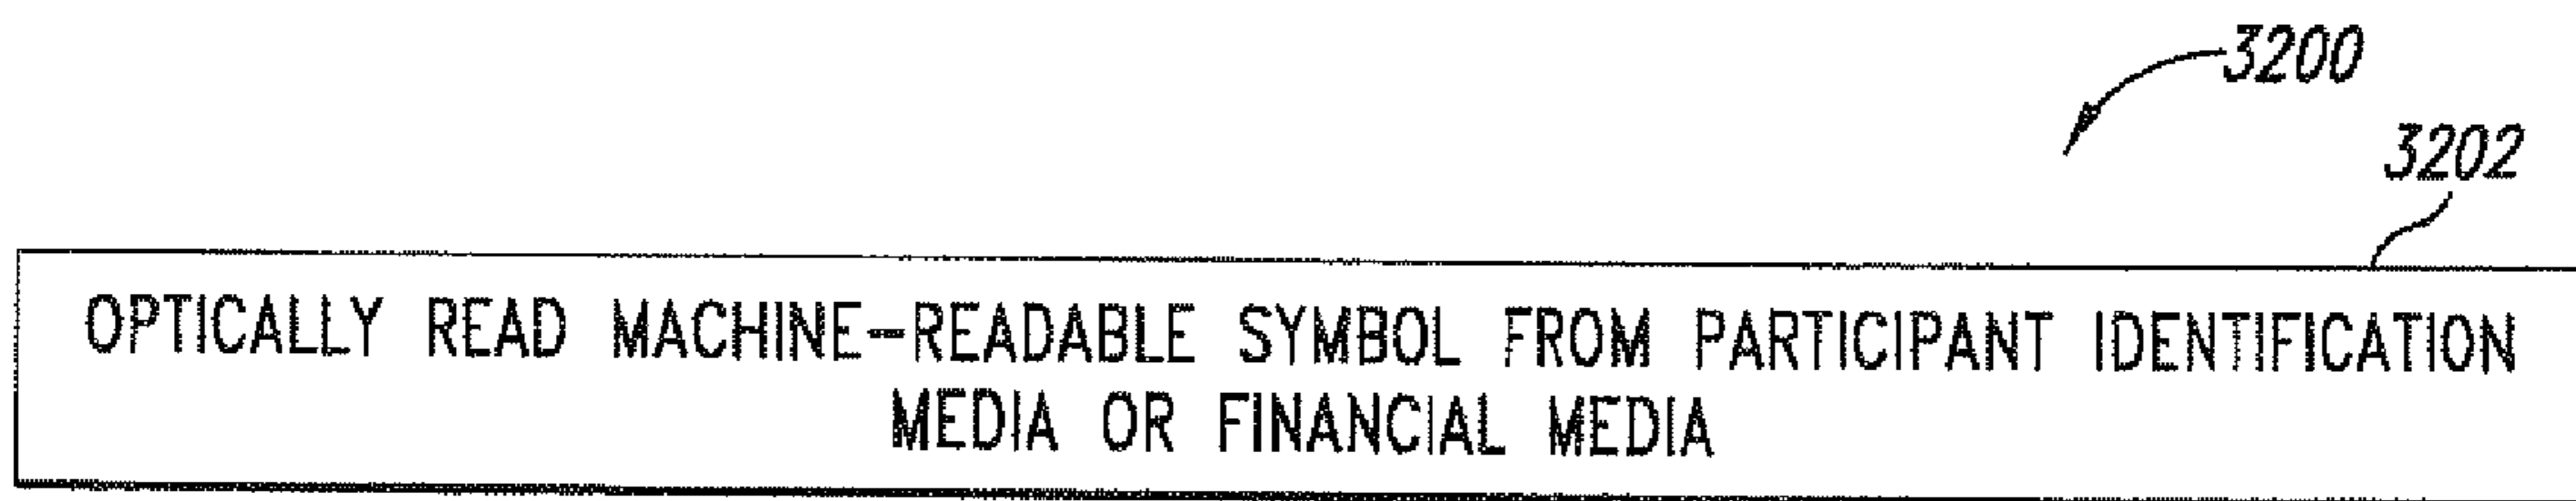 3200
3202
OPTICALLY READ MACHINE-READABLE SYMBOL FROM PARTICIPANT IDENTIFICATION
MEDIA OR FINANCIAL MEDIA